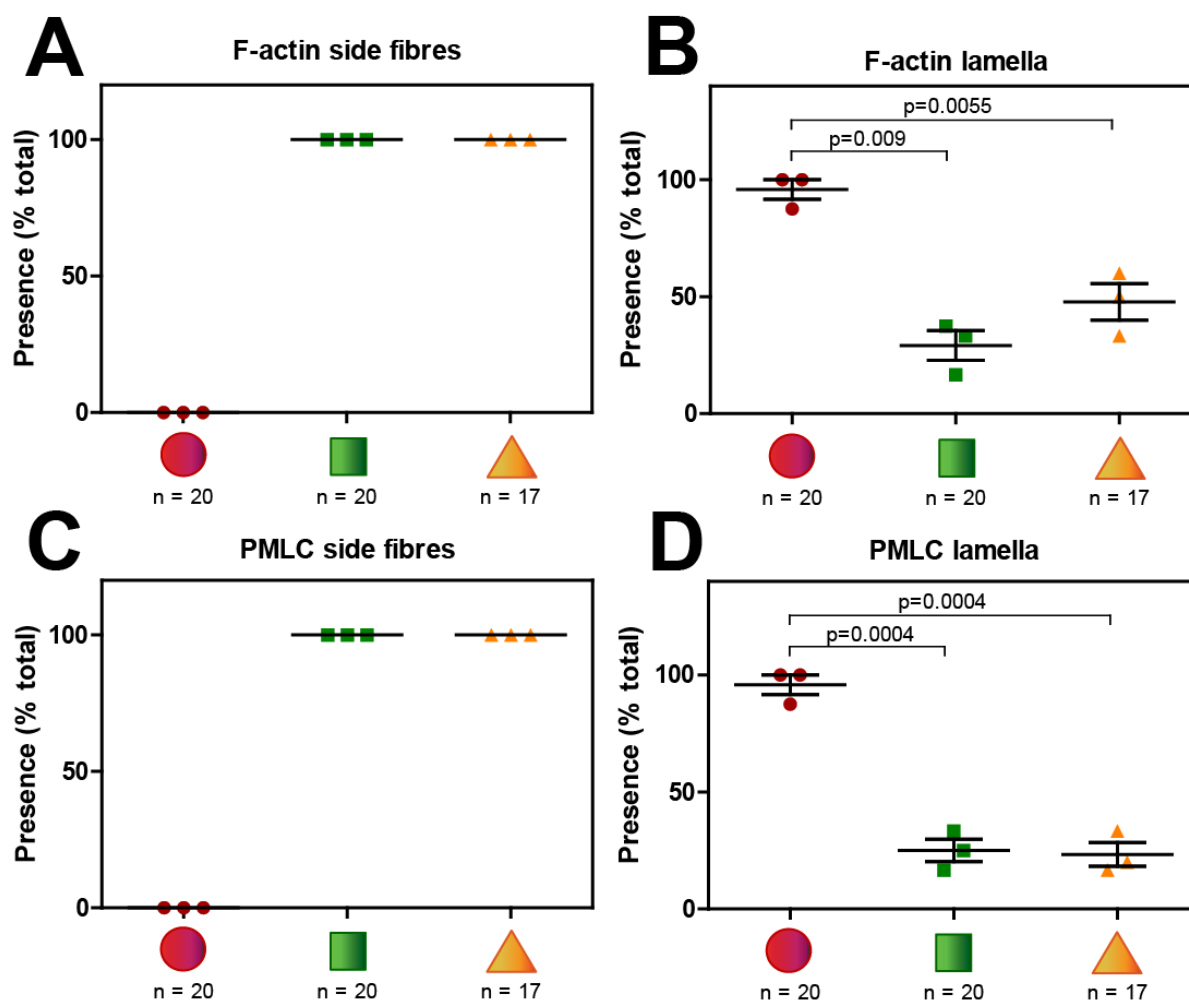 A
F-actin side fibres
Presence (% total)
100
50
0
n = 20
n = 20
n = 17
B
F-actin lamella
Presence (% total)
p=0.0055
p=0.009
100
50
0
n = 20
n = 20
n = 17
C
PMLC side fibres
Presence (% total)
100
50
0
n = 20
n = 20
n = 17
D
PMLC lamella
Presence (% total)
p=0.0004
p=0.0004
100
50
0
n = 20
n = 20
n = 17